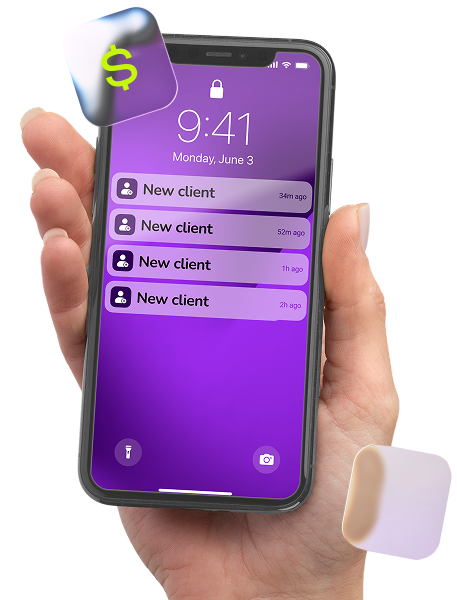 $
9:41
Monday, June 3
New client
34m ago
New client
52m ago
New client
1h ago
New client
2h ago